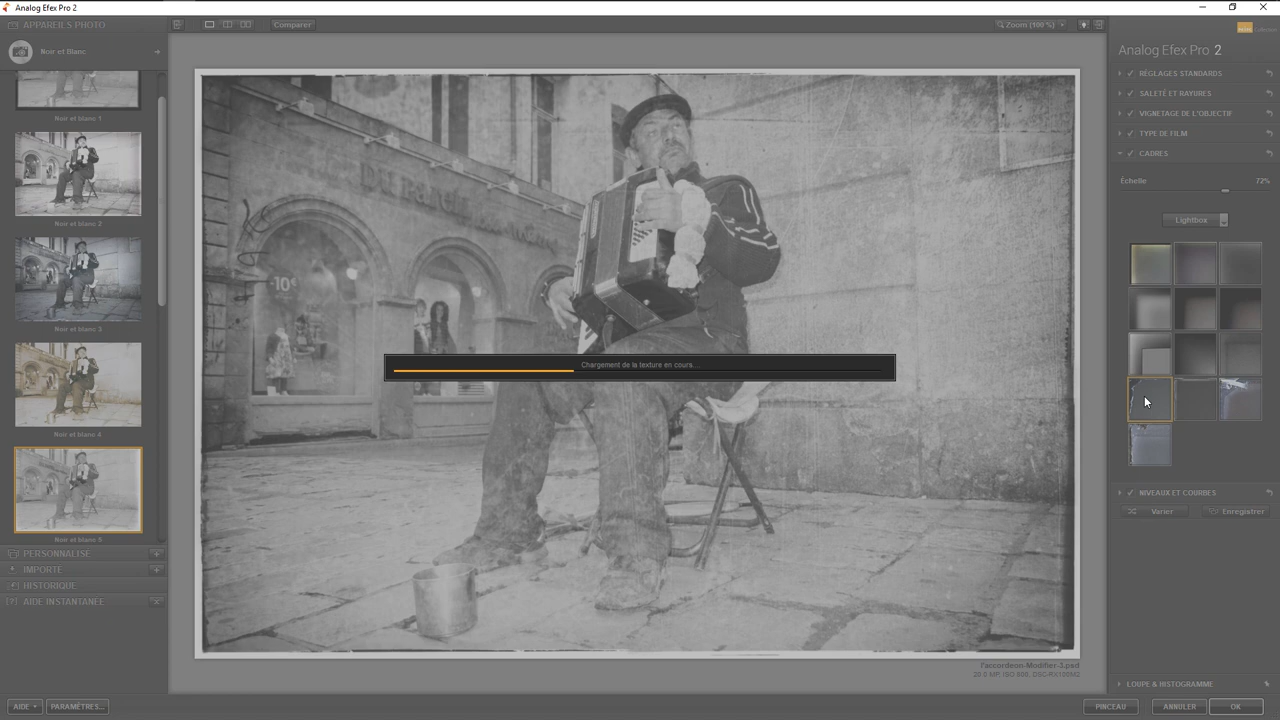 Analog Efex Pro 2
APPAREILS PHOTO
Noir et Blanc
Noir et blanc 1
Noir et blanc 2
Noir et blanc 3
Noir et blanc 4
Noir et blanc 5
PERSONNALISÉ
IMPORTÉ
HISTORIQUE
AIDE INSTANTANÉE
AIDE
PARAMÈTRES...
Comparer
Zoom (100 %)
Du
-10€
Chargement de la texture en cours...
l'accordeon-Modifier-3.psd
20.0 MP, ISO 800, DSC-RX100M2
Analog Efex Pro 2
RÉGLAGES STANDARDS
SALETÉ ET RAYURES
VIGNETAGE DE L'OBJECTIF
TYPE DE FILM
CADRES
Échelle 72%
Lightbox
NIVEAUX ET COURBES
Varier
Enregistrer
LOUPE & HISTOGRAMME
PINCEAU
ANNULER
OK